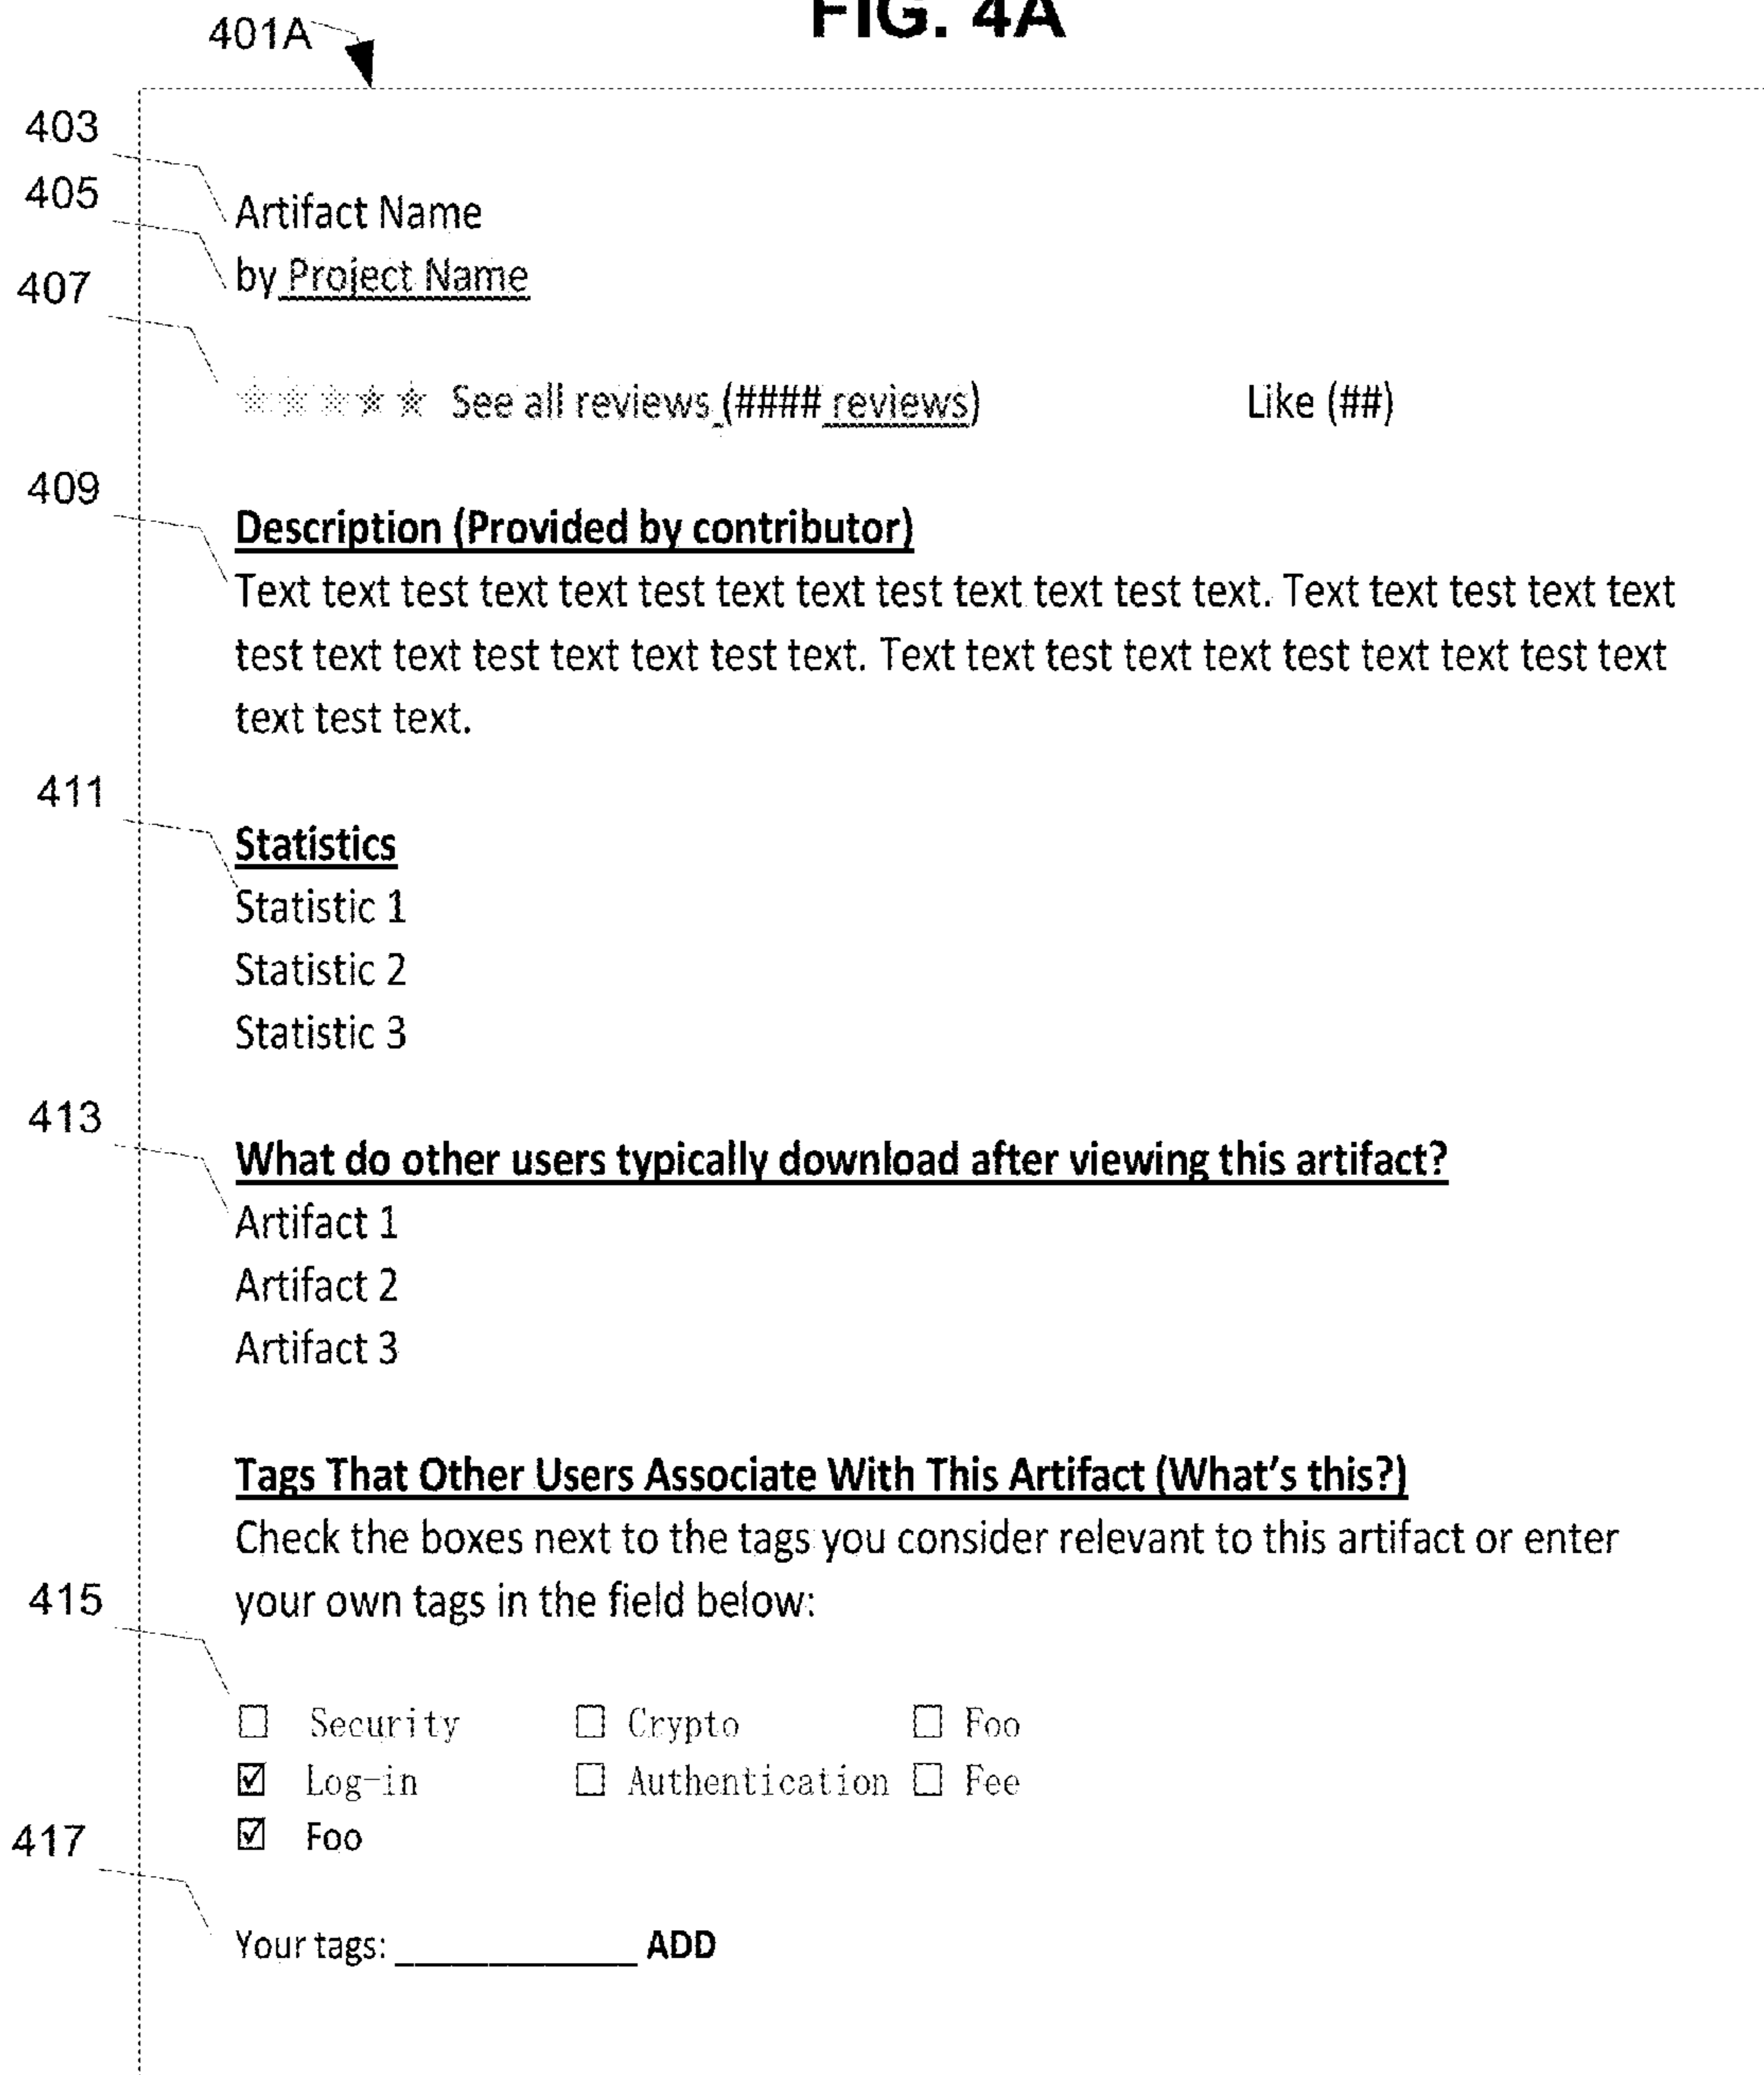 FIG. 4A
401A
403
Artifact Name
405
by Project Name
407
See all reviews (#### reviews) Like (##)
409
Description (Provided by contributor)
Text text test text text test text text test text text test text. Text text test text text
test text text test text text test text. Text text test text text test text text test text
text test text.
411
Statistics
Statistic 1
Statistic 2
Statistic 3
413
What do other users typically download after viewing this artifact?
Artifact 1
Artifact 2
Artifact 3
Tags That Other Users Associate With This Artifact (What's this?)
Check the boxes next to the tags you consider relevant to this artifact or enter
your own tags in the field below:
415
☐ Security ☐ Crypto ☐ Foo
☑ Log-in ☐ Authentication ☐ Fee
☑ Foo
417
Your tags: ____________ ADD